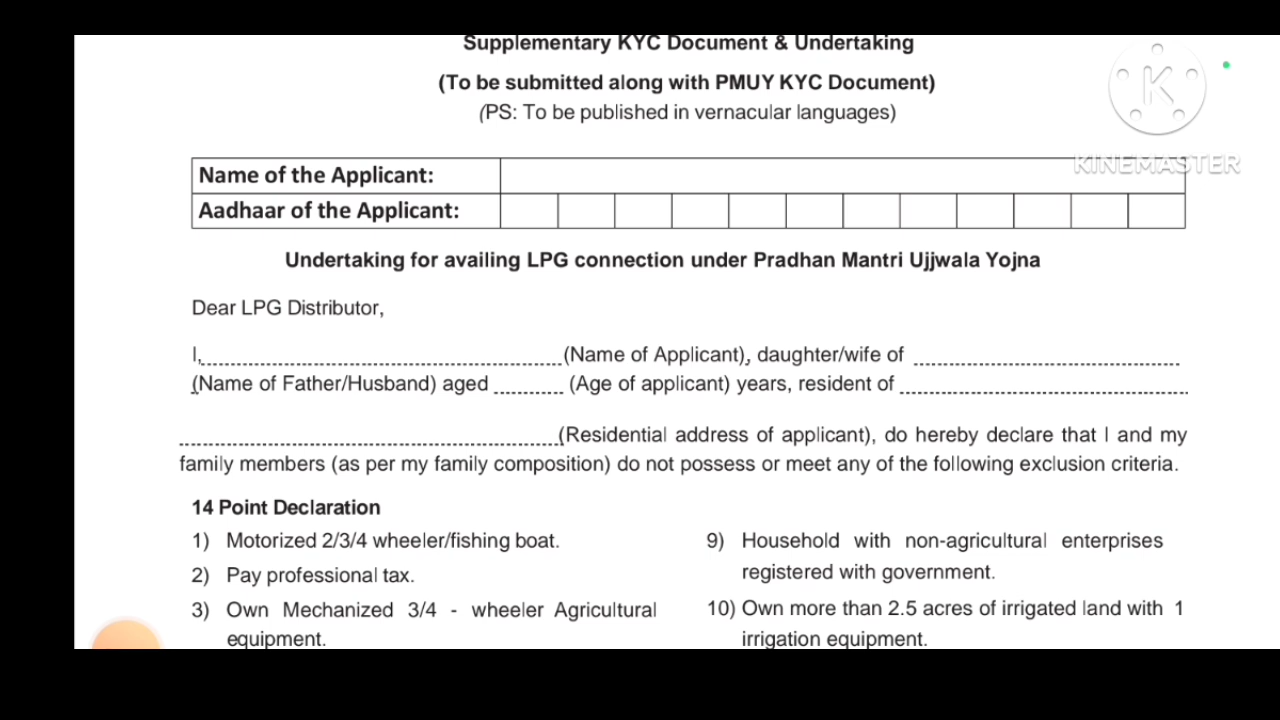 Supplementary KYC Document & Undertaking
(To be submitted along with PMUY KYC Document)
(PS: To be published in vernacular languages)
K
KINEMASTER
Name of the Applicant:
Aadhaar of the Applicant:
Undertaking for availing LPG connection under Pradhan Mantri Ujjwala Yojna
Dear LPG Distributor,
I,..........(Name of Applicant), daughter/wife of ..........
(Name of Father/Husband) aged .......... (Age of applicant) years, resident of ..........
..........(Residential address of applicant), do hereby declare that I and my
family members (as per my family composition) do not possess or meet any of the following exclusion criteria.
14 Point Declaration
1) Motorized 2/3/4 wheeler/fishing boat.
2) Pay professional tax.
3) Own Mechanized 3/4 - wheeler Agricultural
equipment.
9) Household with non-agricultural enterprises
registered with government.
10) Own more than 2.5 acres of irrigated land with 1
irrigation equipment.